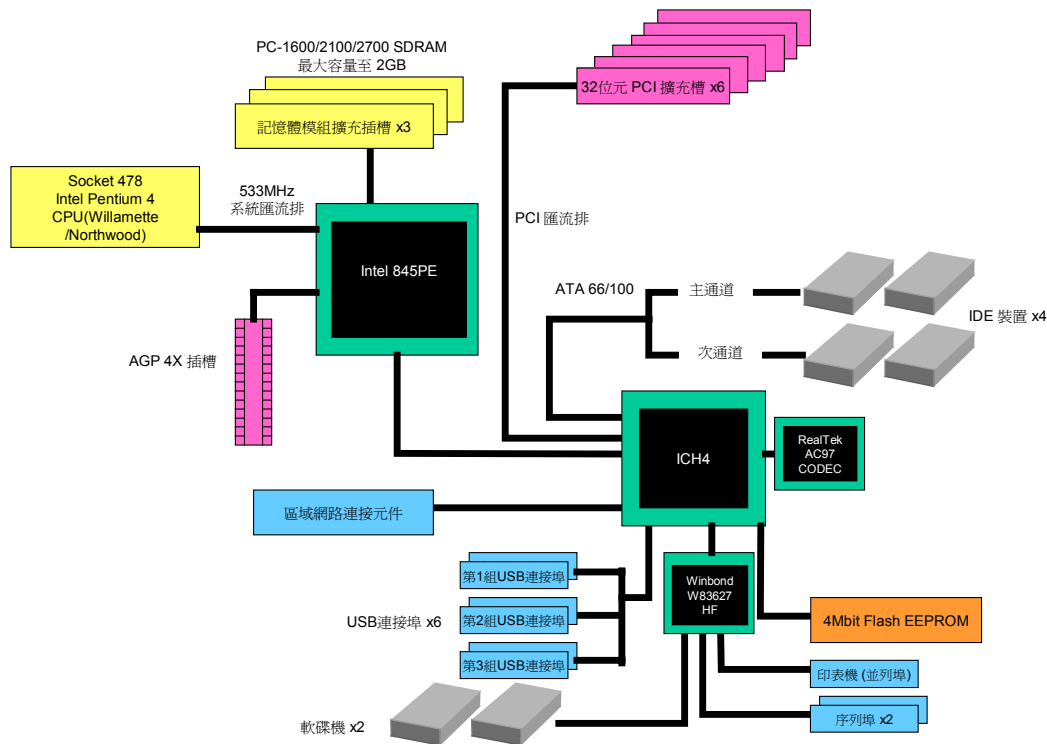 PC-1600/2100/2700 SDRAM
最大容量至 2GB
記憶體模組擴充插槽 x3
32位元 PCI 擴充槽 x6
Socket 478
Intel Pentium 4
CPU(Willamette
/Northwood)
533MHz
系統匯流排
Intel 845PE
PCI 匯流排
AGP 4X 插槽
ATA 66/100
主通道
次通道
IDE 裝置 x4
ICH4
RealTek
AC97
CODEC
區域網路連接元件
第1組USB連接埠
第2組USB連接埠
第3組USB連接埠
USB連接埠 x6
Winbond
W83627
HF
4Mbit Flash EEPROM
印表機 (並列埠)
序列埠 x2
軟碟機 x2